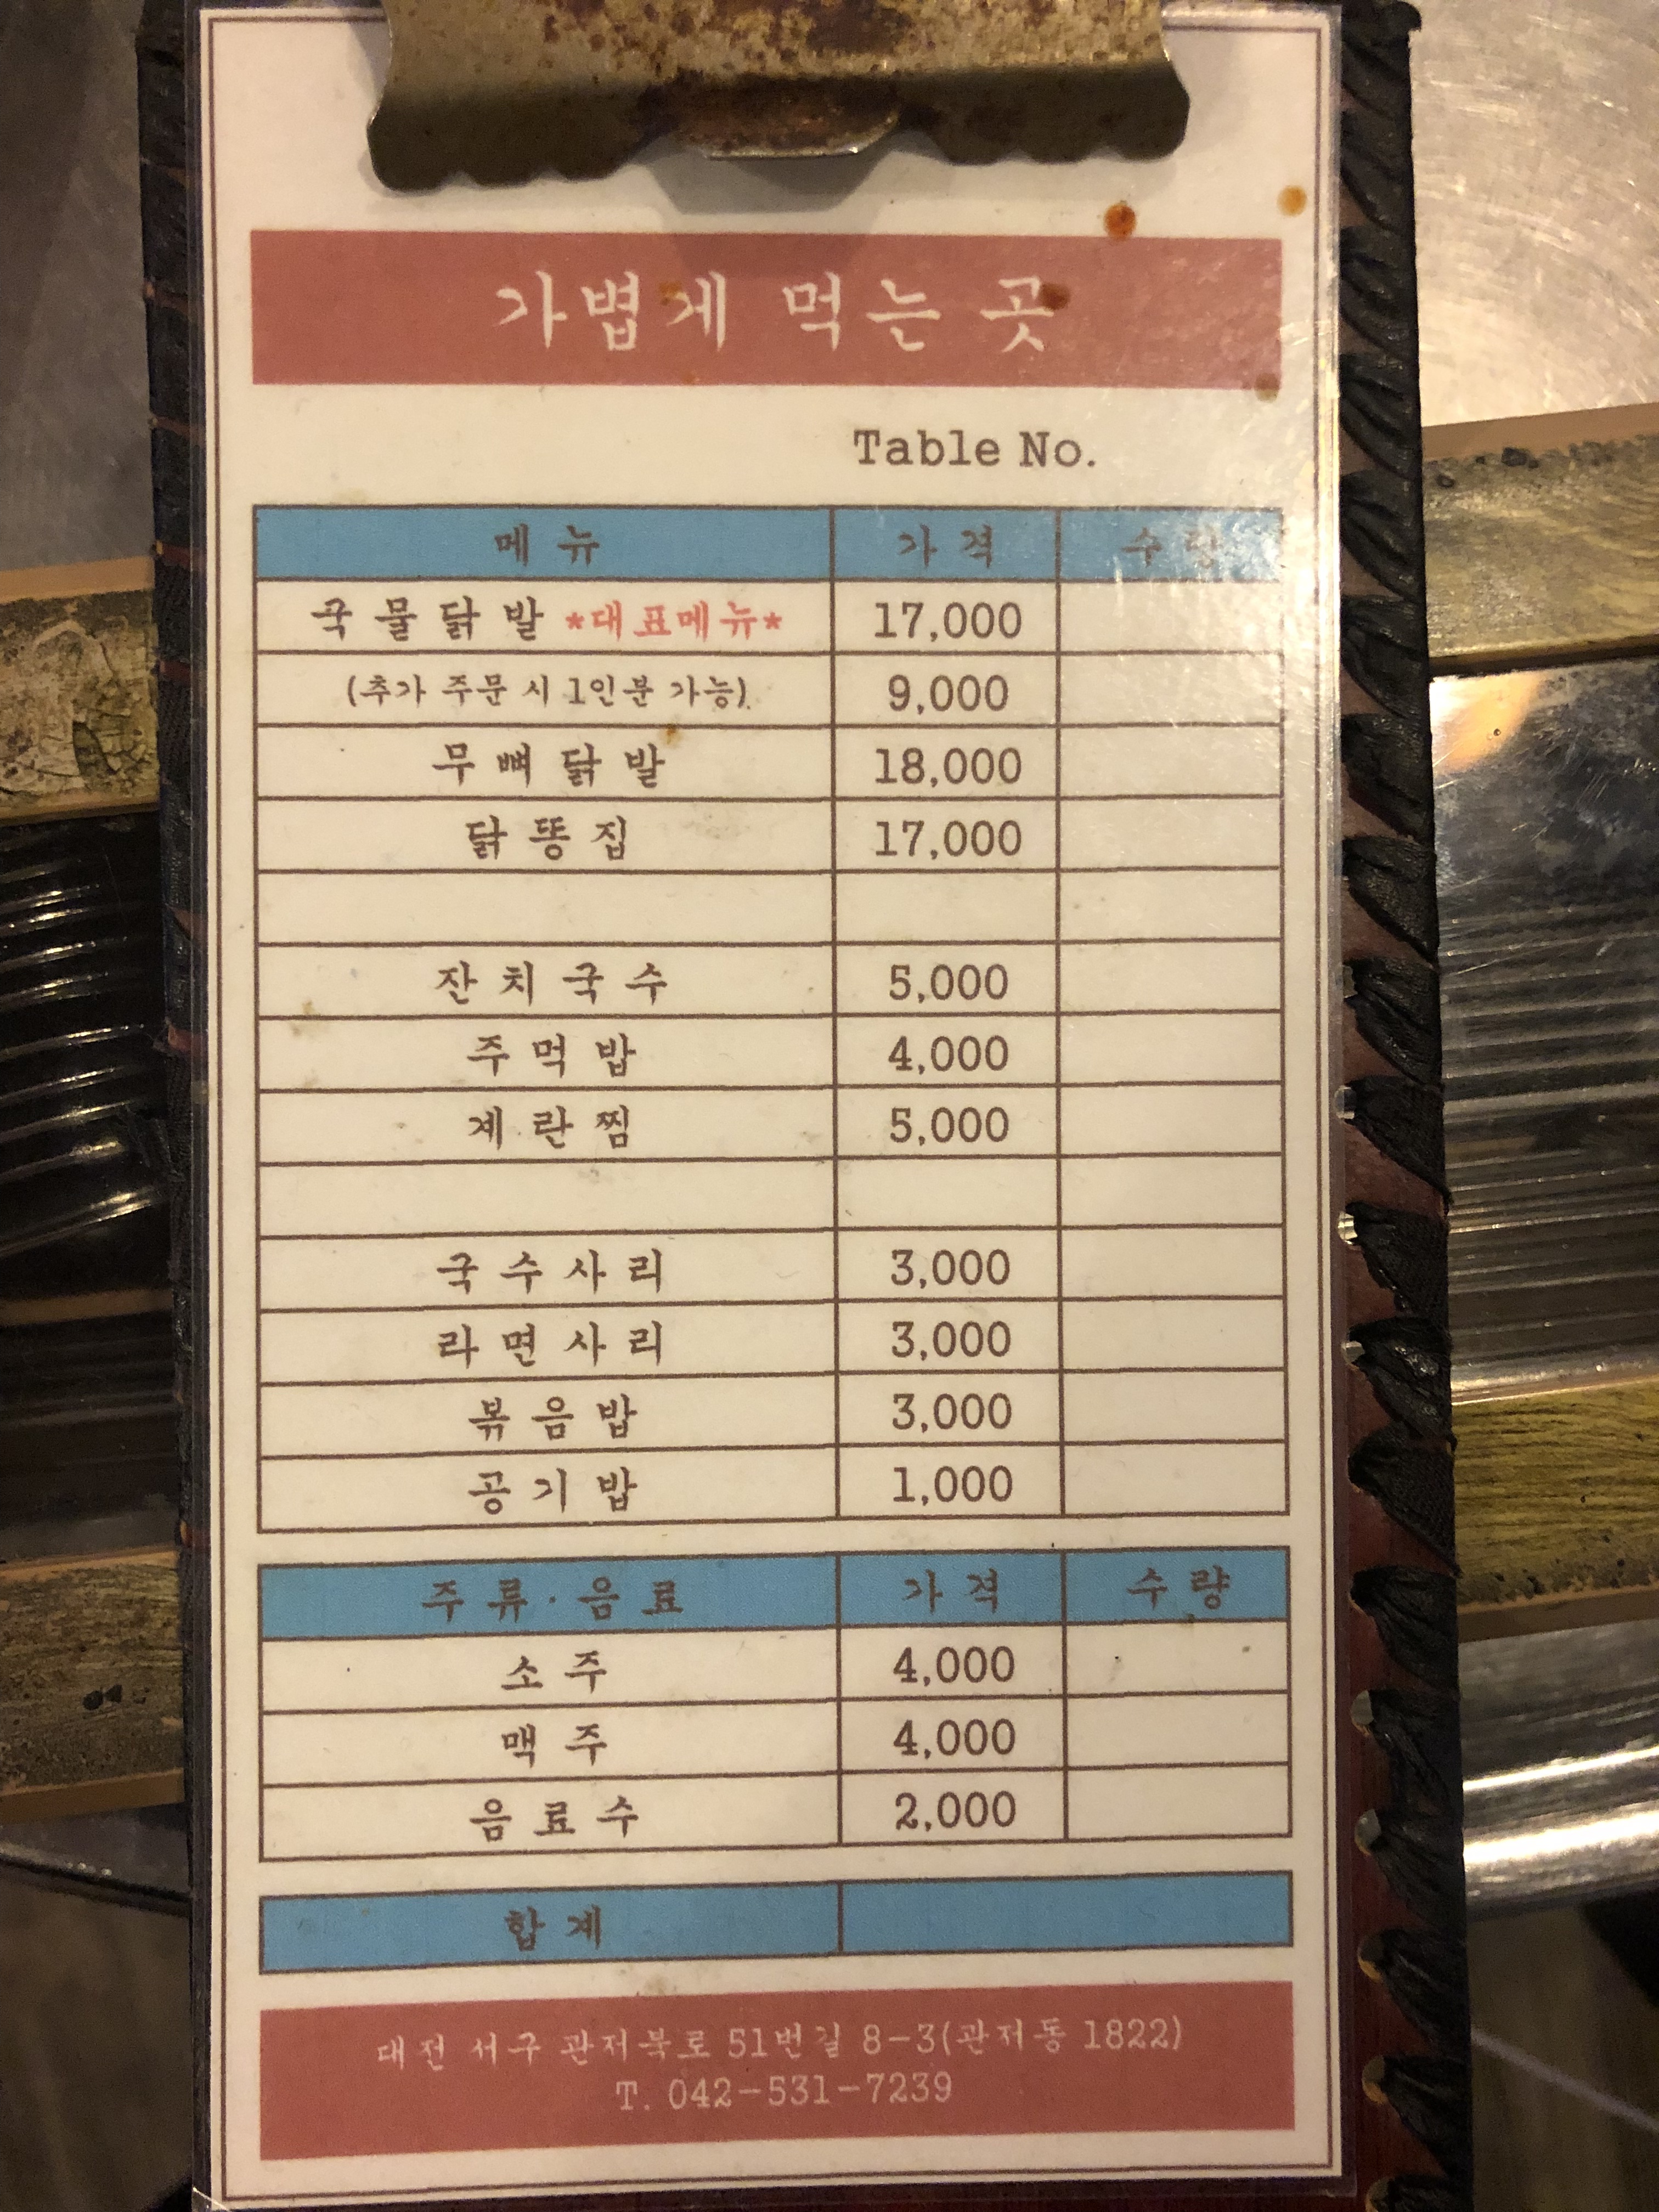 가볍게 먹는 곳
Table No.
메뉴 가격 수량
국물닭발 *대표메뉴* 17,000
(추가 주문 시 1인분 가능) 9,000
무뼈닭발 18,000
닭똥집 17,000
잔치국수 5,000
주먹밥 4,000
계란찜 5,000
국수사리 3,000
라면사리 3,000
볶음밥 3,000
공기밥 1,000
주류·음료 가격 수량
소주 4,000
맥주 4,000
음료수 2,000
합계
대전 서구 관저북로 51번길 8-3(관저동 1822)
T. 042-531-7239